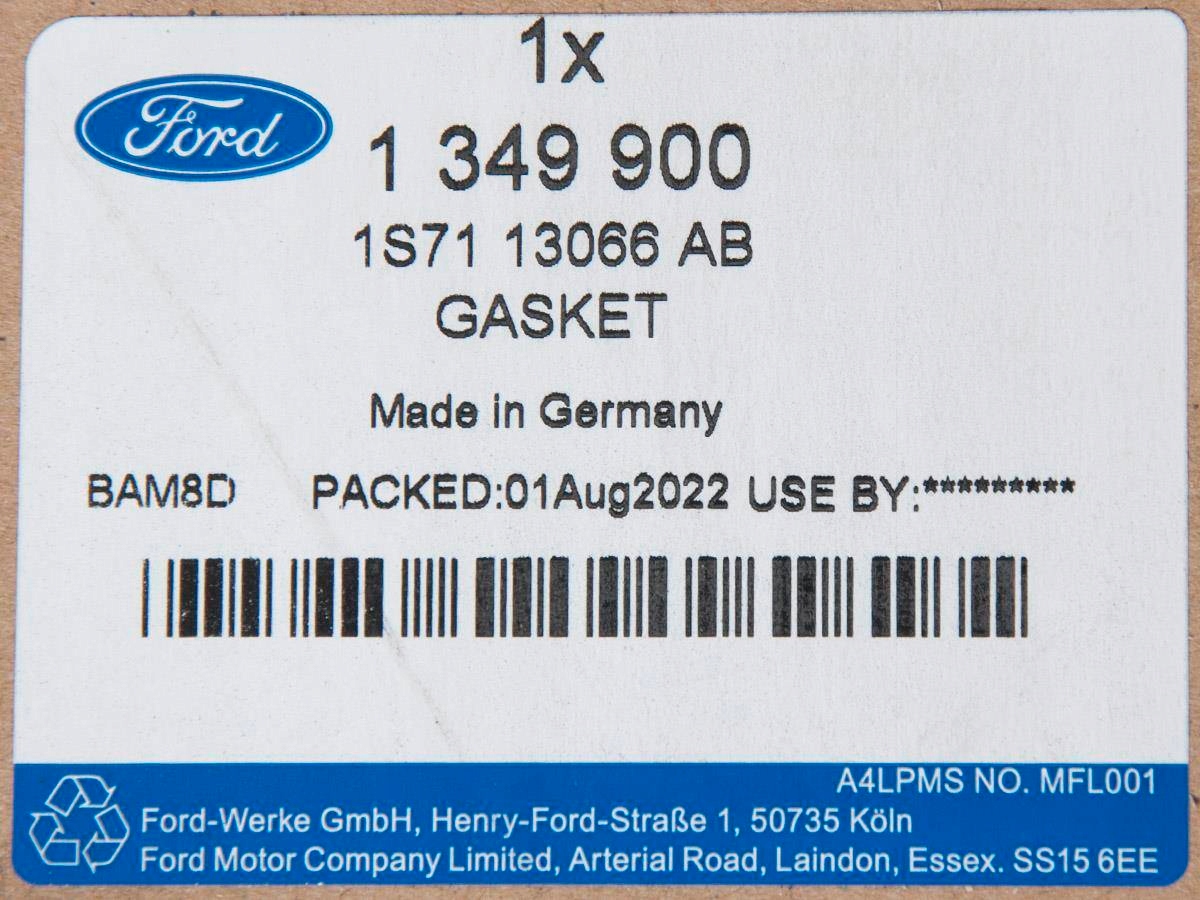 1x
Ford
1 349 900
1S71 13066 AB
GASKET
Made in Germany
BAM8D PACKED:01Aug2022 USE BY:*********
A4LPMS NO. MFL001
Ford-Werke GmbH, Henry-Ford-Straße 1, 50735 Köln
Ford Motor Company Limited, Arterial Road, Laindon, Essex. SS15 6EE